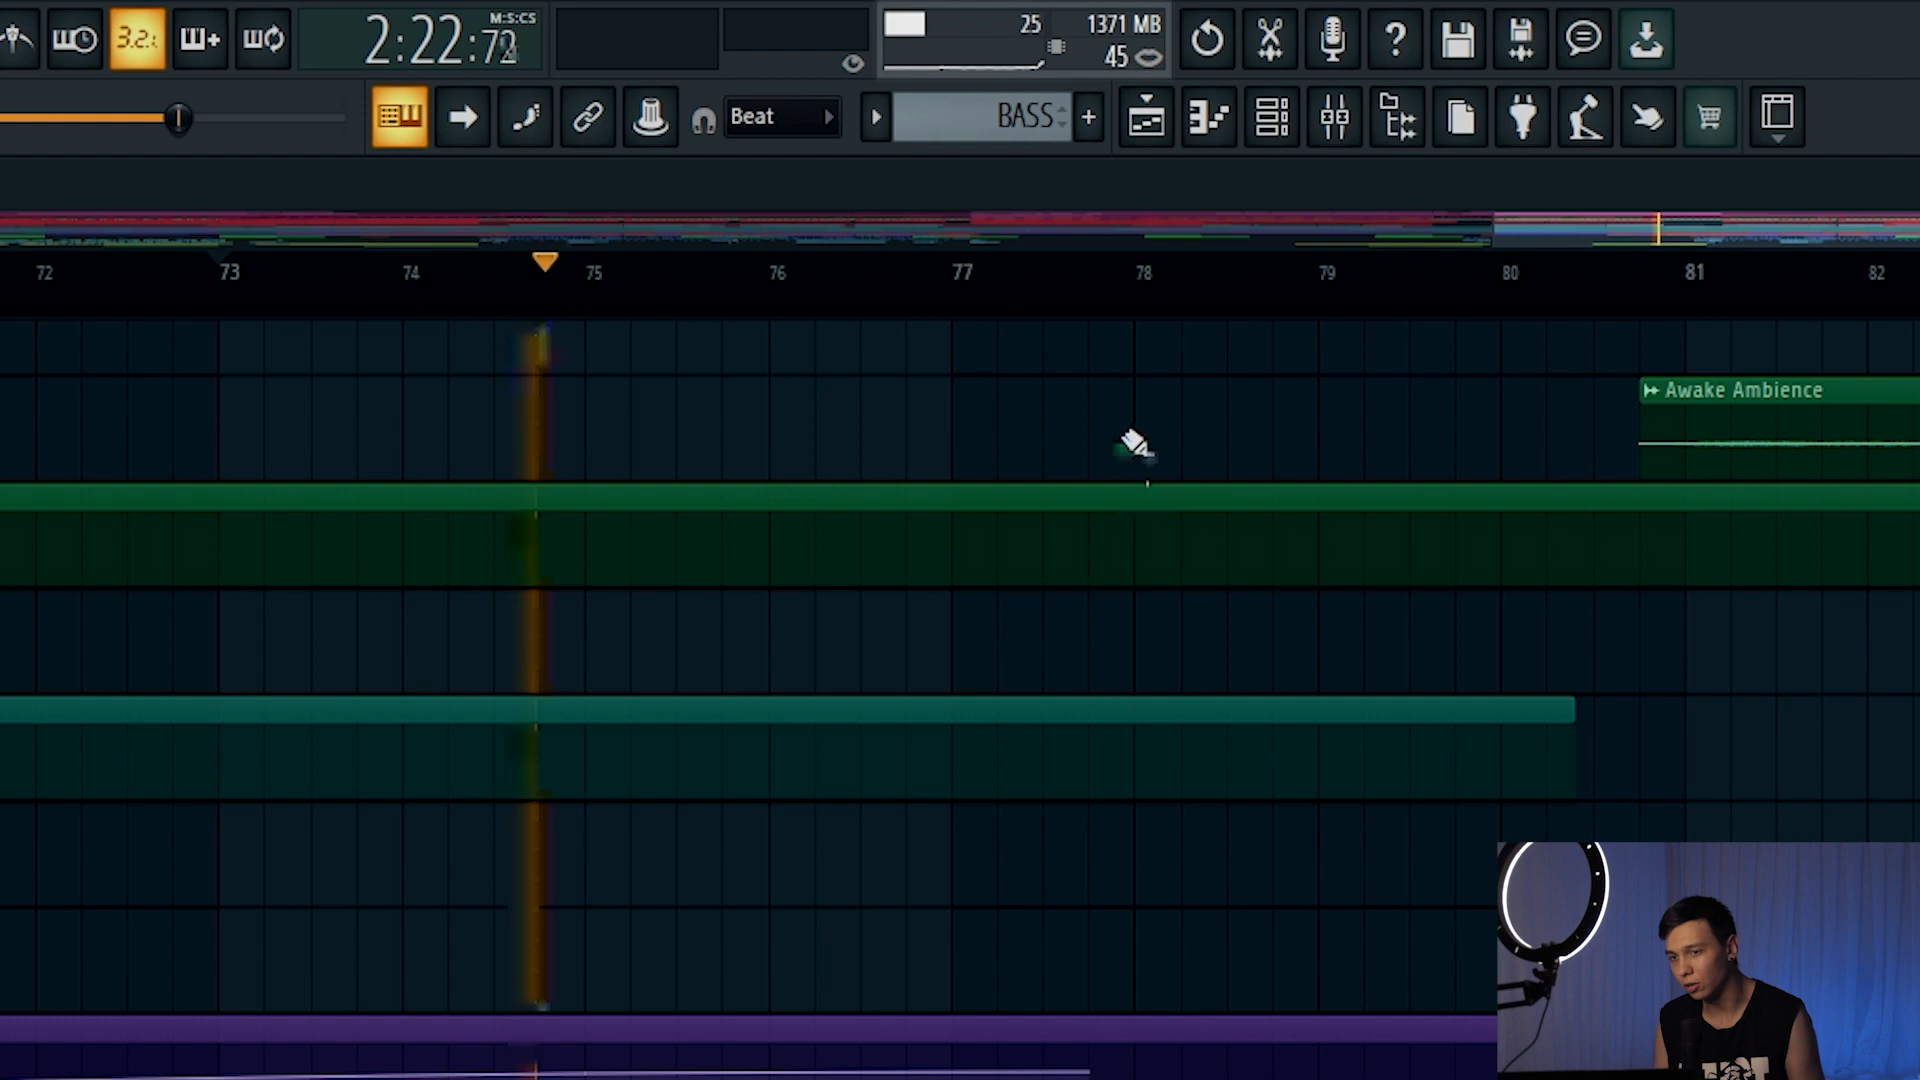 3.2.
2:22:72
M:S:CS
25
1371 MB
45
?
Beat
BASS
+
72 73 74 75 76 77 78 79 80 81 82
Awake Ambience